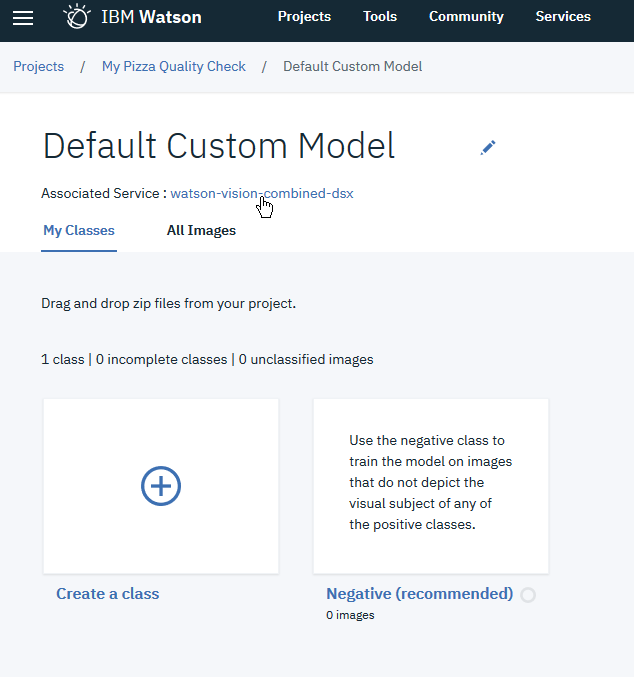 IBM Watson Projects Tools Community Services
Projects / My Pizza Quality Check / Default Custom Model
Default Custom Model
Associated Service : watson-vision-combined-dsx
My Classes All Images
Drag and drop zip files from your project.
1 class | 0 incomplete classes | 0 unclassified images
Use the negative class to
train the model on images
that do not depict the
visual subject of any of
the positive classes.
Create a class
Negative (recommended)
0 images